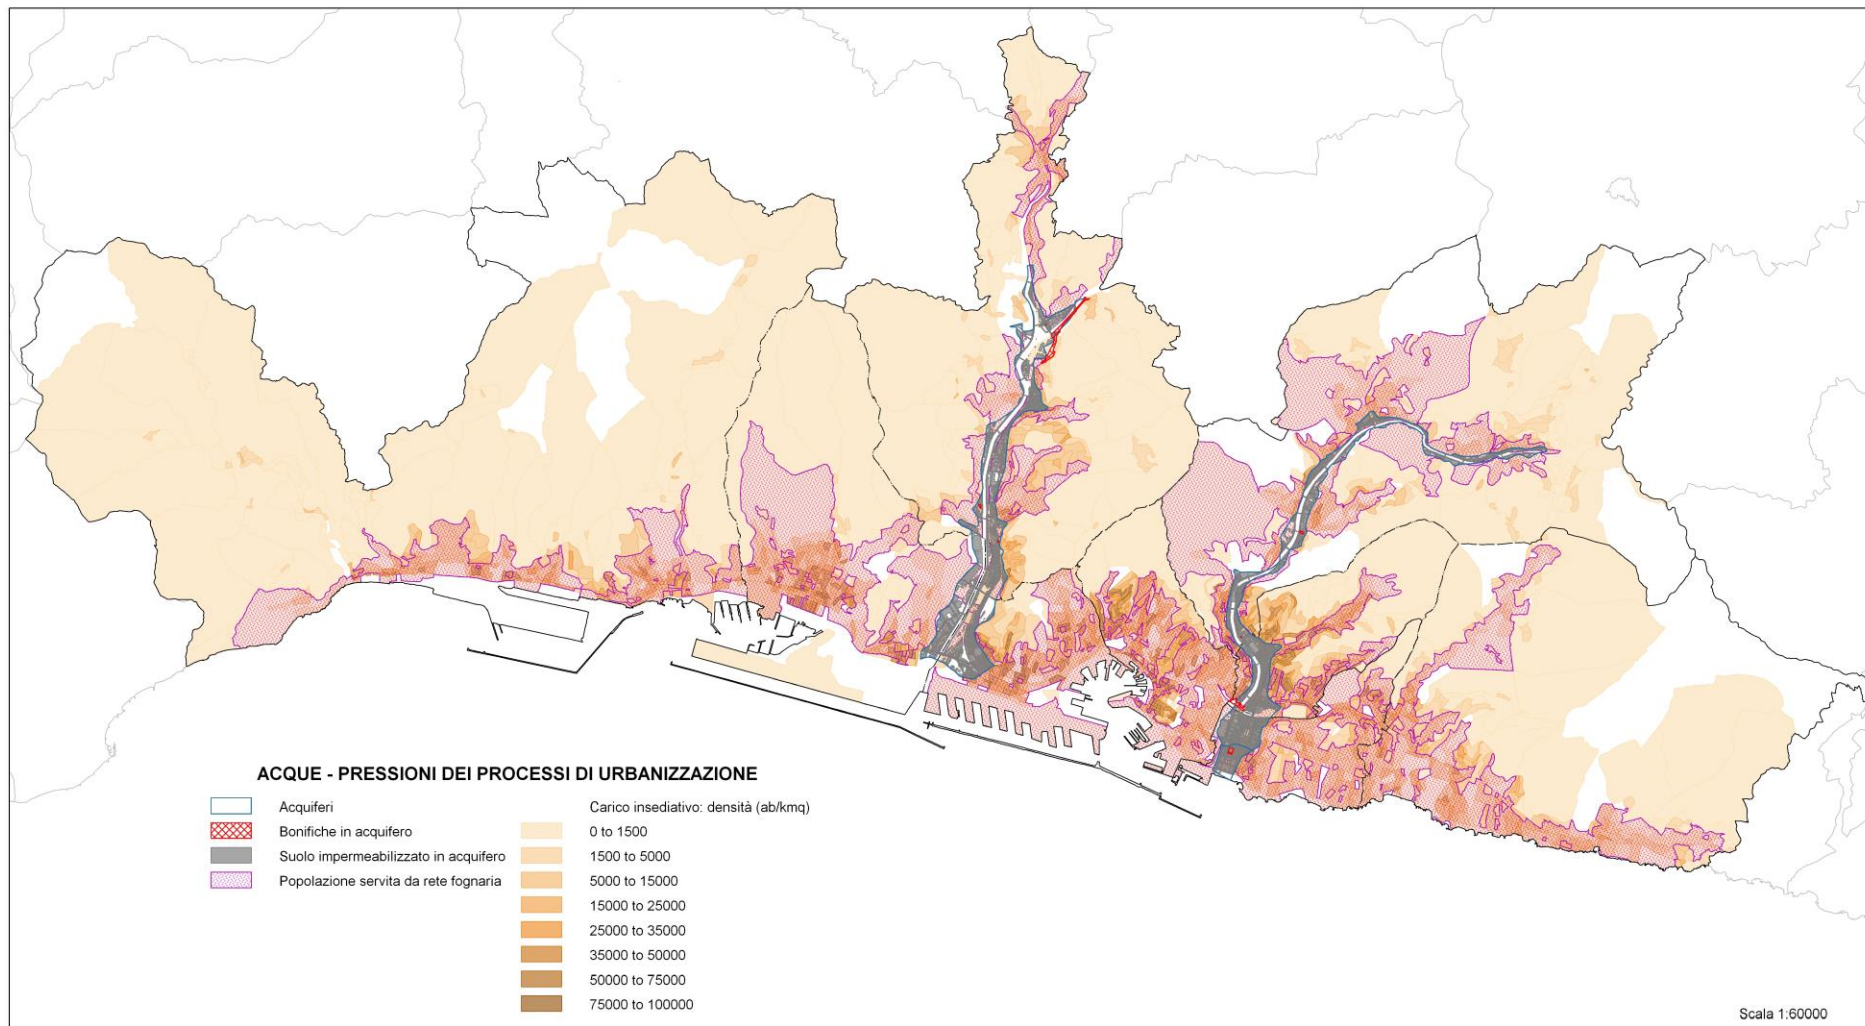 ACQUE - PRESSIONI DEI PROCESSI DI URBANIZZAZIONE
Acquiferi
Bonifiche in acquifero
Suolo impermeabilizzato in acquifero
Popolazione servita da rete fognaria
Carico insediativo: densità (ab/kmq)
0 to 1500
1500 to 5000
5000 to 15000
15000 to 25000
25000 to 35000
35000 to 50000
50000 to 75000
75000 to 100000
Scala 1:60000